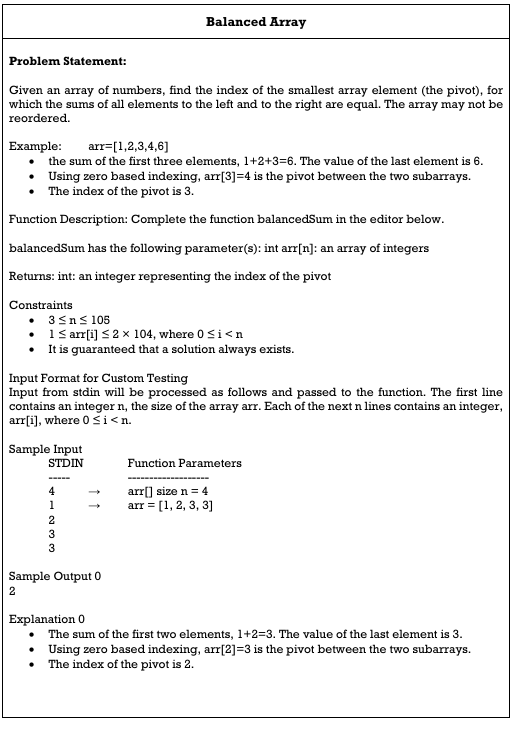 Balanced Array
Problem Statement:
Given an array of numbers, find the index of the smallest array element (the pivot), for
which the sums of all elements to the left and to the right are equal. The array may not be
reordered.
Example: arr=[1,2,3,4,6]
• the sum of the first three elements, 1+2+3=6. The value of the last element is 6.
• Using zero based indexing, arr[3]=4 is the pivot between the two subarrays.
• The index of the pivot is 3.
Function Description: Complete the function balancedSum in the editor below.
balancedSum has the following parameter(s): int arr[n]: an array of integers
Returns: int: an integer representing the index of the pivot
Constraints
• 3 ≤ n ≤ 105
• 1 ≤ arr[i] ≤ 2 × 104, where 0 ≤ i < n
• It is guaranteed that a solution always exists.
Input Format for Custom Testing
Input from stdin will be processed as follows and passed to the function. The first line
contains an integer n, the size of the array arr. Each of the next n lines contains an integer,
arr[i], where 0 ≤ i < n.
Sample Input
STDIN Function Parameters
----- -------------------
4 → arr[] size n = 4
1 → arr = [1, 2, 3, 3]
2
3
3
Sample Output 0
2
Explanation 0
• The sum of the first two elements, 1+2=3. The value of the last element is 3.
• Using zero based indexing, arr[2]=3 is the pivot between the two subarrays.
• The index of the pivot is 2.